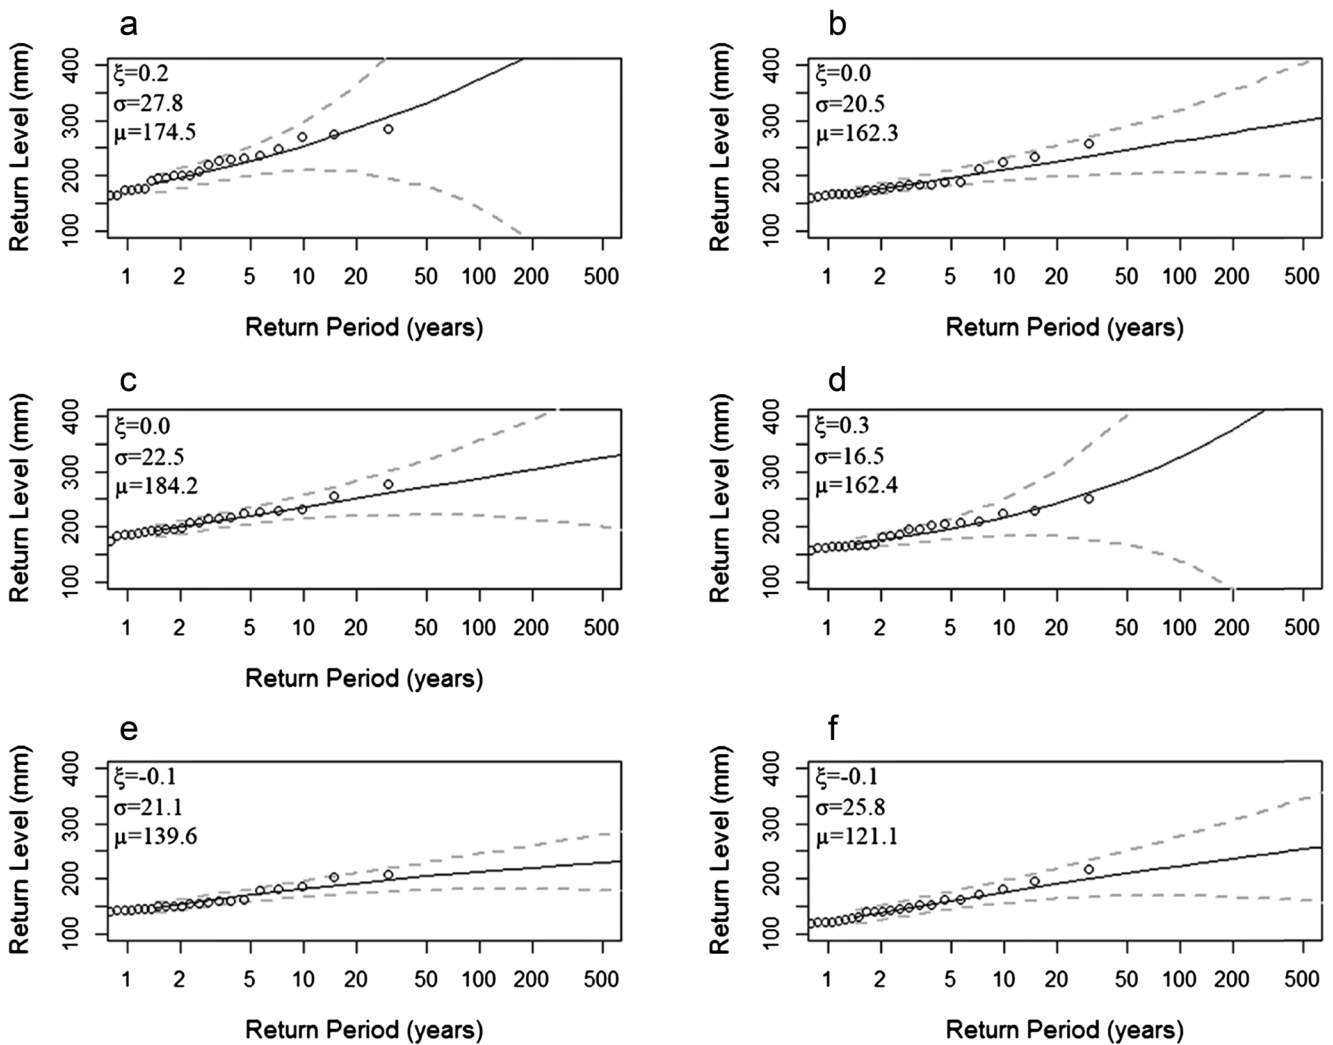 a
ξ=0.2
σ=27.8
μ=174.5
Return Level (mm)
100 200 300 400
1 2 5 10 20 50 100 200 500
Return Period (years)
b
ξ=0.0
σ=20.5
μ=162.3
Return Level (mm)
100 200 300 400
1 2 5 10 20 50 100 200 500
Return Period (years)
c
ξ=0.0
σ=22.5
μ=184.2
Return Level (mm)
100 200 300 400
1 2 5 10 20 50 100 200 500
Return Period (years)
d
ξ=0.3
σ=16.5
μ=162.4
Return Level (mm)
100 200 300 400
1 2 5 10 20 50 100 200 500
e
ξ=-0.1
σ=21.1
μ=139.6
Return Level (mm)
100 200 300 400
1 2 5 10 20 50 100 200 500
Return Period (years)
f
ξ=-0.1
σ=25.8
μ=121.1
Return Level (mm)
100 200 300 400
1 2 5 10 20 50 100 200 500
Return Period (years)